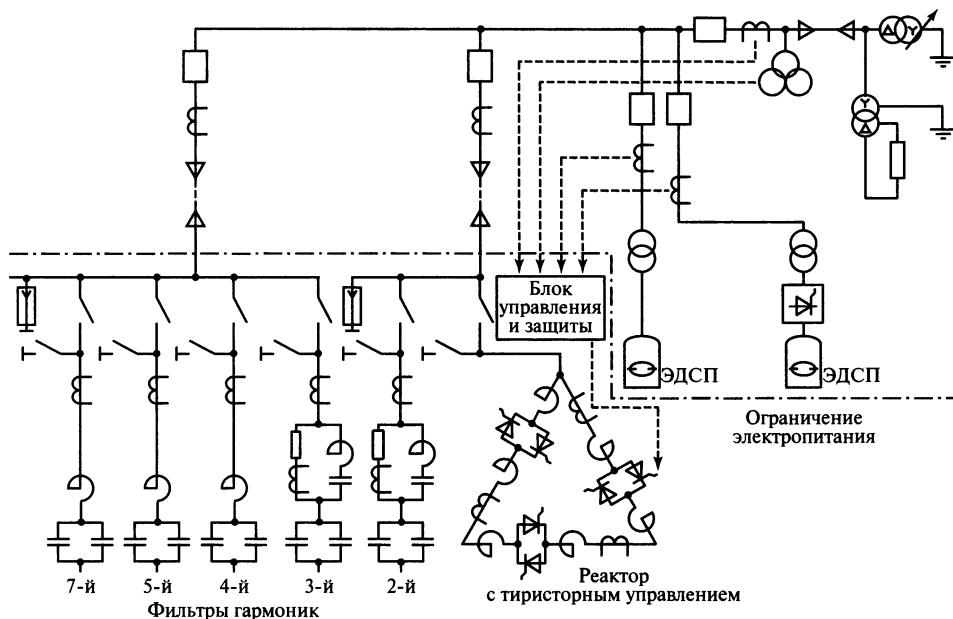 Y
Y
Блок
управления
и защиты
ЭДСП
ЭДСП
Ограничение
электропитания
7-й
5-й
4-й
3-й
2-й
Фильтры гармоник
Реактор
с тиристорным управлением